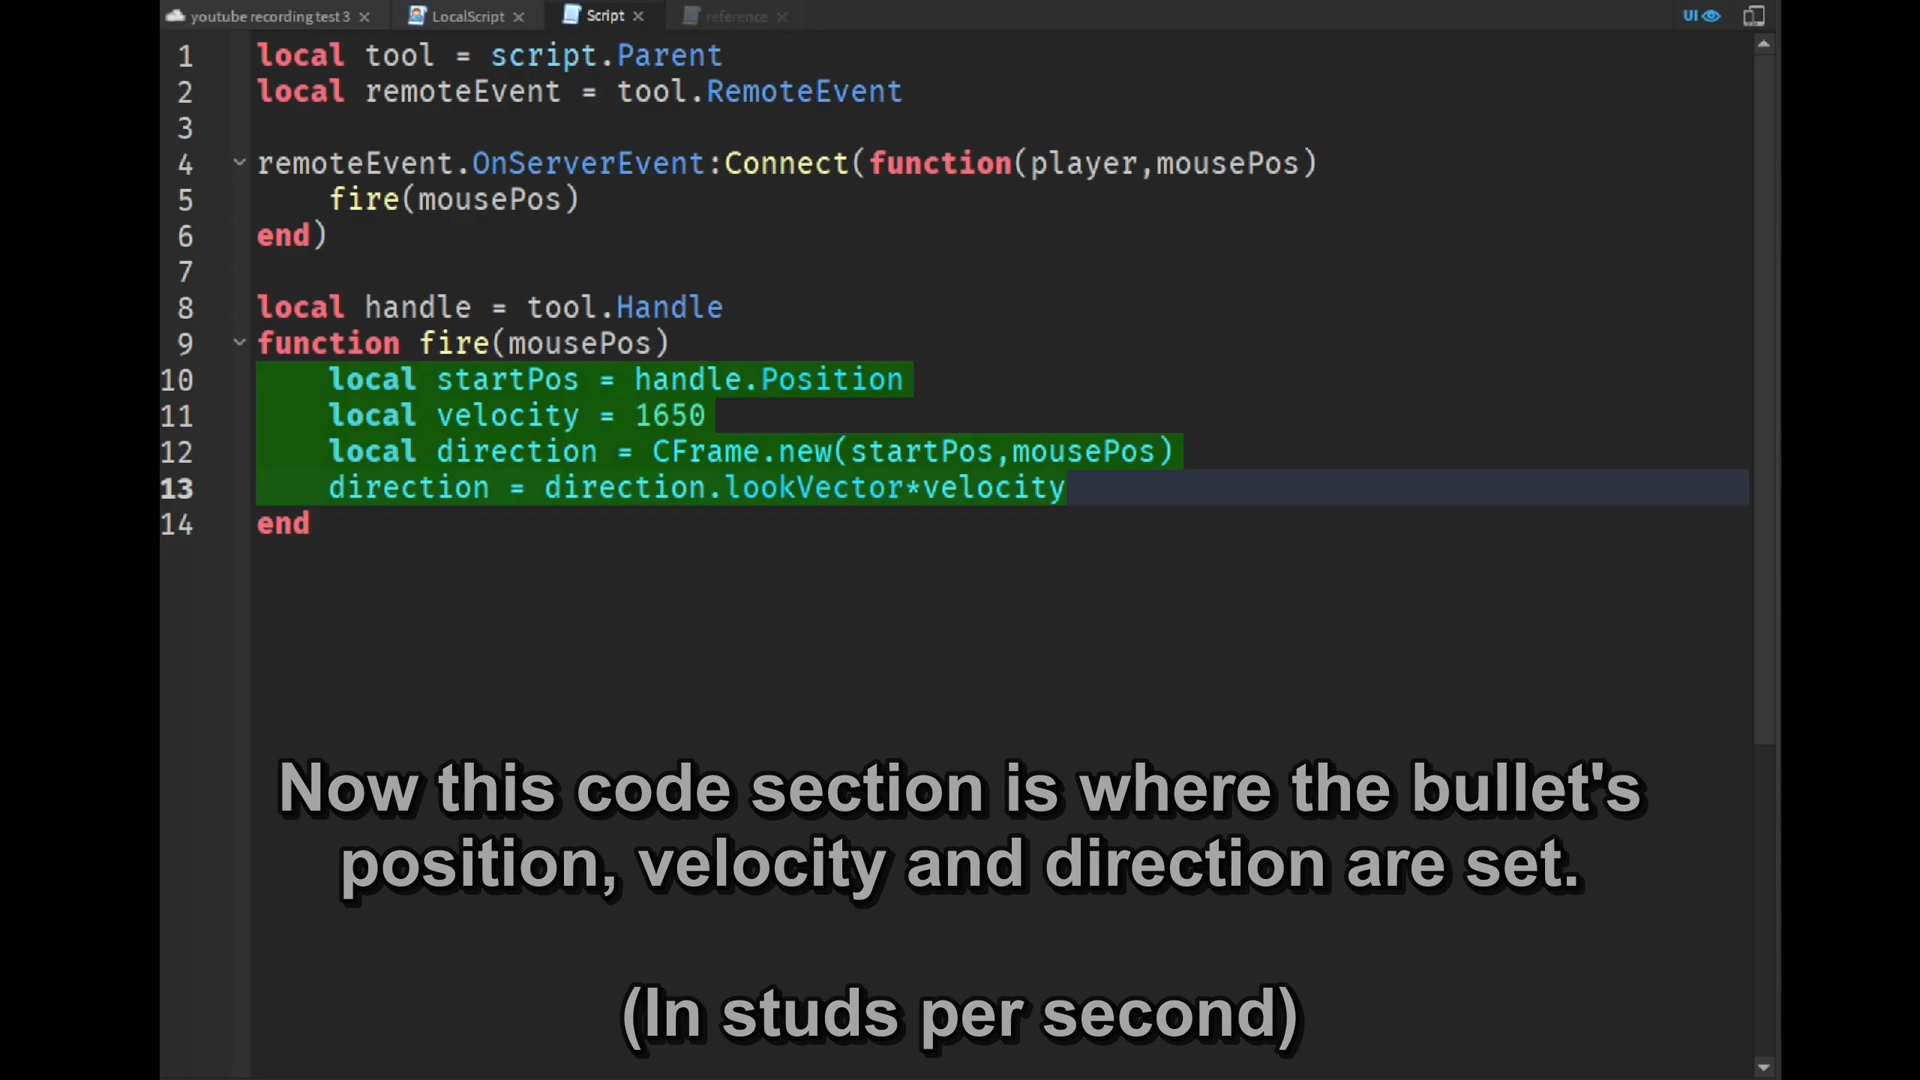 youtube recording test 3
LocalScript
Script
reference
UI
1 local tool = script.Parent
2 local remoteEvent = tool.RemoteEvent
3
4 remoteEvent.OnServerEvent:Connect(function(player,mousePos)
5 fire(mousePos)
6 end)
7
8 local handle = tool.Handle
9 function fire(mousePos)
10 local startPos = handle.Position
11 local velocity = 1650
12 local direction = CFrame.new(startPos,mousePos)
13 direction = direction.lookVector*velocity
14 end
Now this code section is where the bullet's
position, velocity and direction are set.
(In studs per second)